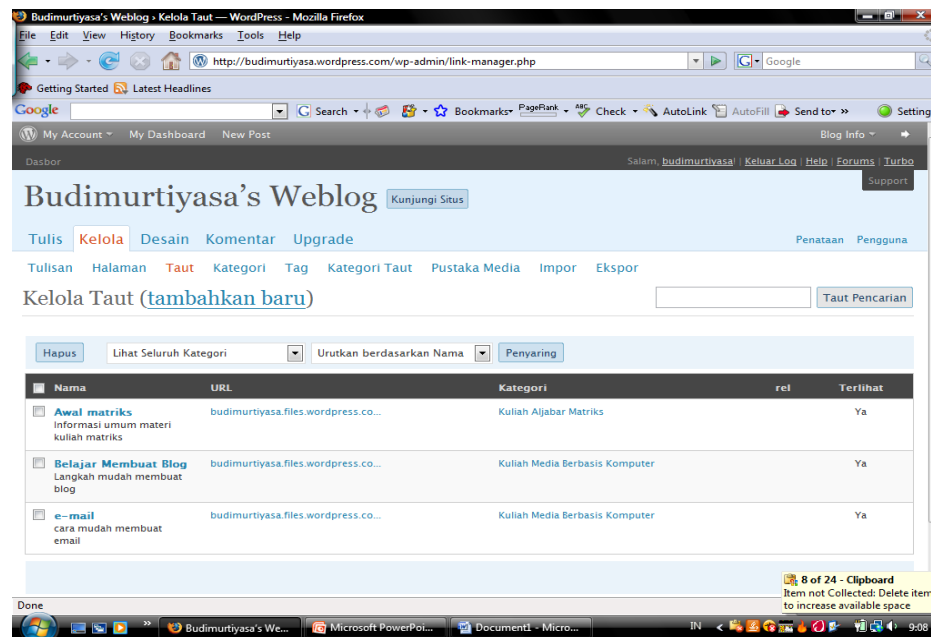 Budimurtiyasa's Weblog › Kelola Taut — WordPress - Mozilla Firefox
File Edit View History Bookmarks Tools Help
http://budimurtiyasa.wordpress.com/wp-admin/link-manager.php G Google
Getting Started Latest Headlines
Google G Search Bookmarks PageRank ABC Check AutoLink AutoFill Send to » Setting
My Account My Dashboard New Post Blog Info
Dasbor Salam, budimurtiyasa! | Keluar Log | Help | Forums | Turbo
Support
Budimurtiyasa's Weblog Kunjungi Situs
Tulis Kelola Desain Komentar Upgrade Penataan Pengguna
Tulisan Halaman Taut Kategori Tag Kategori Taut Pustaka Media Impor Ekspor
Kelola Taut (tambahkan baru) Taut Pencarian
Hapus Lihat Seluruh Kategori Urutkan berdasarkan Nama Penyaring
Nama URL Kategori rel Terlihat
Awal matriks budimurtiyasa.files.wordpress.co... Kuliah Aljabar Matriks Ya
Informasi umum materi
kuliah matriks
Belajar Membuat Blog budimurtiyasa.files.wordpress.co... Kuliah Media Berbasis Komputer Ya
Langkah mudah membuat
blog
e-mail budimurtiyasa.files.wordpress.co... Kuliah Media Berbasis Komputer Ya
cara mudah membuat
email
8 of 24 - Clipboard
Item not Collected: Delete item
to increase available space
Done
» Budimurtiyasa's We... Microsoft PowerPoi... Document1 - Micro... IN 9:08